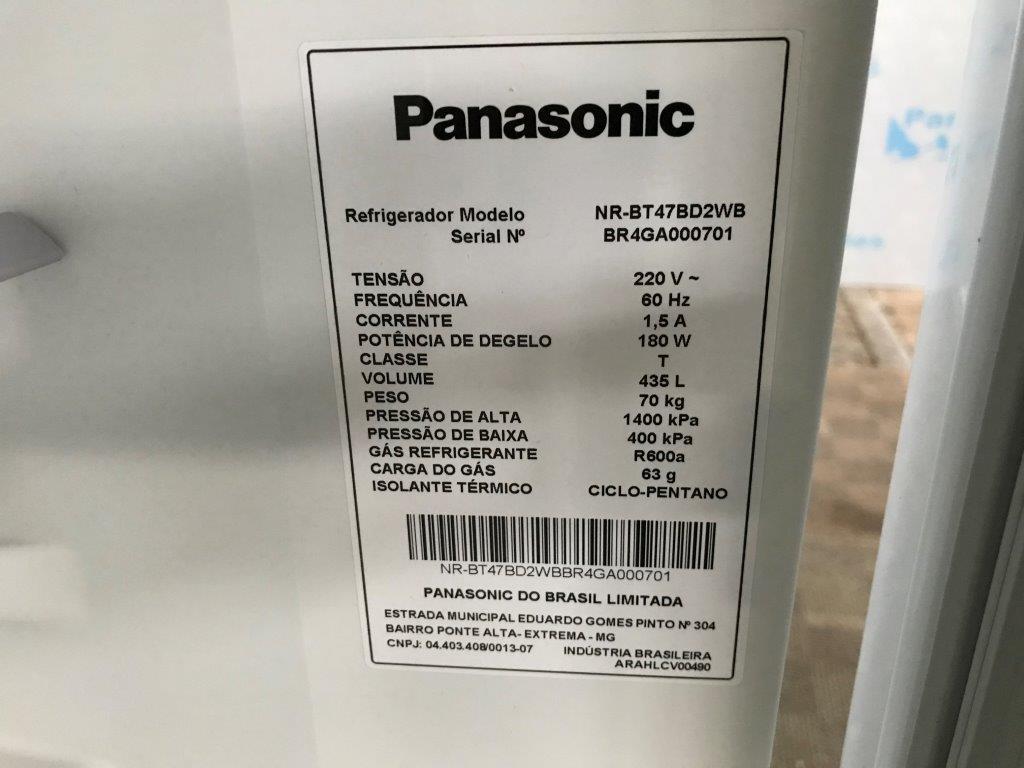 Panasonic
Refrigerador Modelo NR-BT47BD2WB
Serial Nº BR4GA000701
TENSÃO 220 V ~
FREQUÊNCIA 60 Hz
CORRENTE 1,5 A
POTÊNCIA DE DEGELO 180 W
CLASSE T
VOLUME 435 L
PESO 70 kg
PRESSÃO DE ALTA 1400 kPa
PRESSÃO DE BAIXA 400 kPa
GÁS REFRIGERANTE R600a
CARGA DO GÁS 63 g
ISOLANTE TÉRMICO CICLO-PENTANO
NR-BT47BD2WBBR4GA000701
PANASONIC DO BRASIL LIMITADA
ESTRADA MUNICIPAL EDUARDO GOMES PINTO Nº 304
BAIRRO PONTE ALTA- EXTREMA - MG
CNPJ: 04.403.408/0013-07 INDÚSTRIA BRASILEIRA
ARAHLCV00490